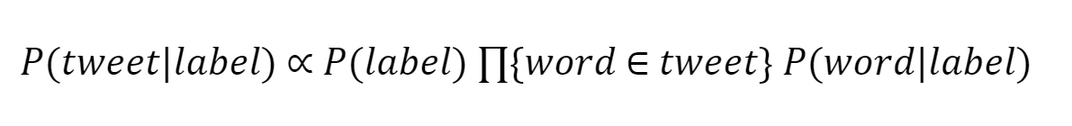 P(tweet|label) ∝ P(label) ∏{word ∈ tweet} P(word|label)